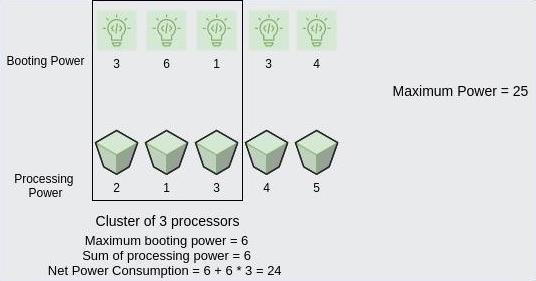 Booting Power
3 6 1 3 4
Maximum Power = 25
Processing
Power
2 1 3 4 5
Cluster of 3 processors
Maximum booting power = 6
Sum of processing power = 6
Net Power Consumption = 6 + 6 * 3 = 24